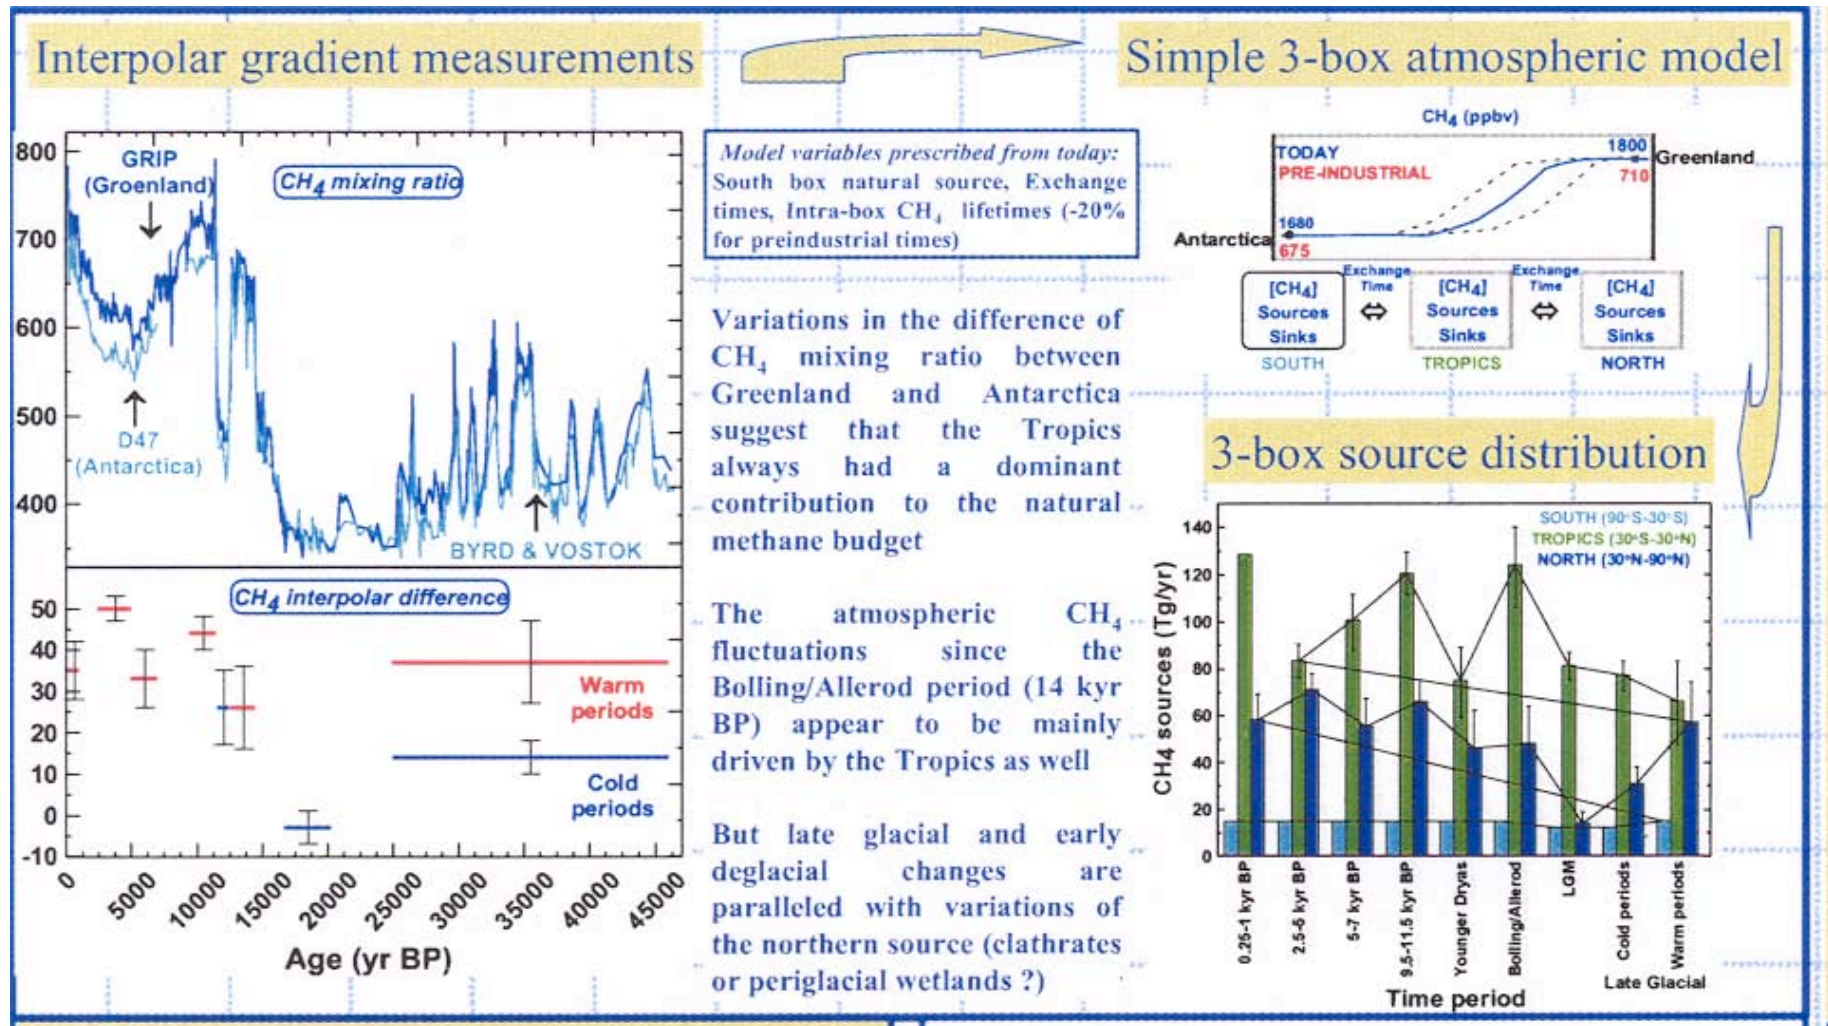 Interpolar gradient measurements
Simple 3-box atmospheric model
800
700
600
500
400
GRIP
(Groenland)
CH4 mixing ratio
D47
(Antarctica)
BYRD & VOSTOK
CH4 interpolar difference
50
40
30
20
10
0
-10
Warm
periods
Cold
periods
0
5000
10000
15000
20000
25000
30000
35000
40000
45000
Age (yr BP)
Model variables prescribed from today:
South box natural source, Exchange
times, Intra-box CH4 lifetimes (-20%
for preindustrial times)
Variations in the difference of
CH4 mixing ratio between
Greenland and Antarctica
suggest that the Tropics
always had a dominant
contribution to the natural
methane budget
The atmospheric CH4
fluctuations since the
Bolling/Allerod period (14 kyr
BP) appear to be mainly
driven by the Tropics as well
But late glacial and early
deglacial changes are
paralleled with variations of
the northern source (clathrates
or periglacial wetlands ?)
CH4 (ppbv)
TODAY
PRE-INDUSTRIAL
1800
710
Greenland
1680
675
Antarctica
Exchange
Time
Exchange
Time
[CH4]
Sources
Sinks
[CH4]
Sources
Sinks
[CH4]
Sources
Sinks
SOUTH
TROPICS
NORTH
3-box source distribution
SOUTH (90°S-30°S)
TROPICS (30°S-30°N)
NORTH (30°N-90°N)
CH4 sources (Tg/yr)
140
120
100
80
60
40
20
0
0.25-1 kyr BP
2.5-5 kyr BP
5-7 kyr BP
9.5-11.5 kyr BP
Younger Dryas
Bolling/Allerod
LGM
Cold periods
Warm periods
Late Glacial
Time period